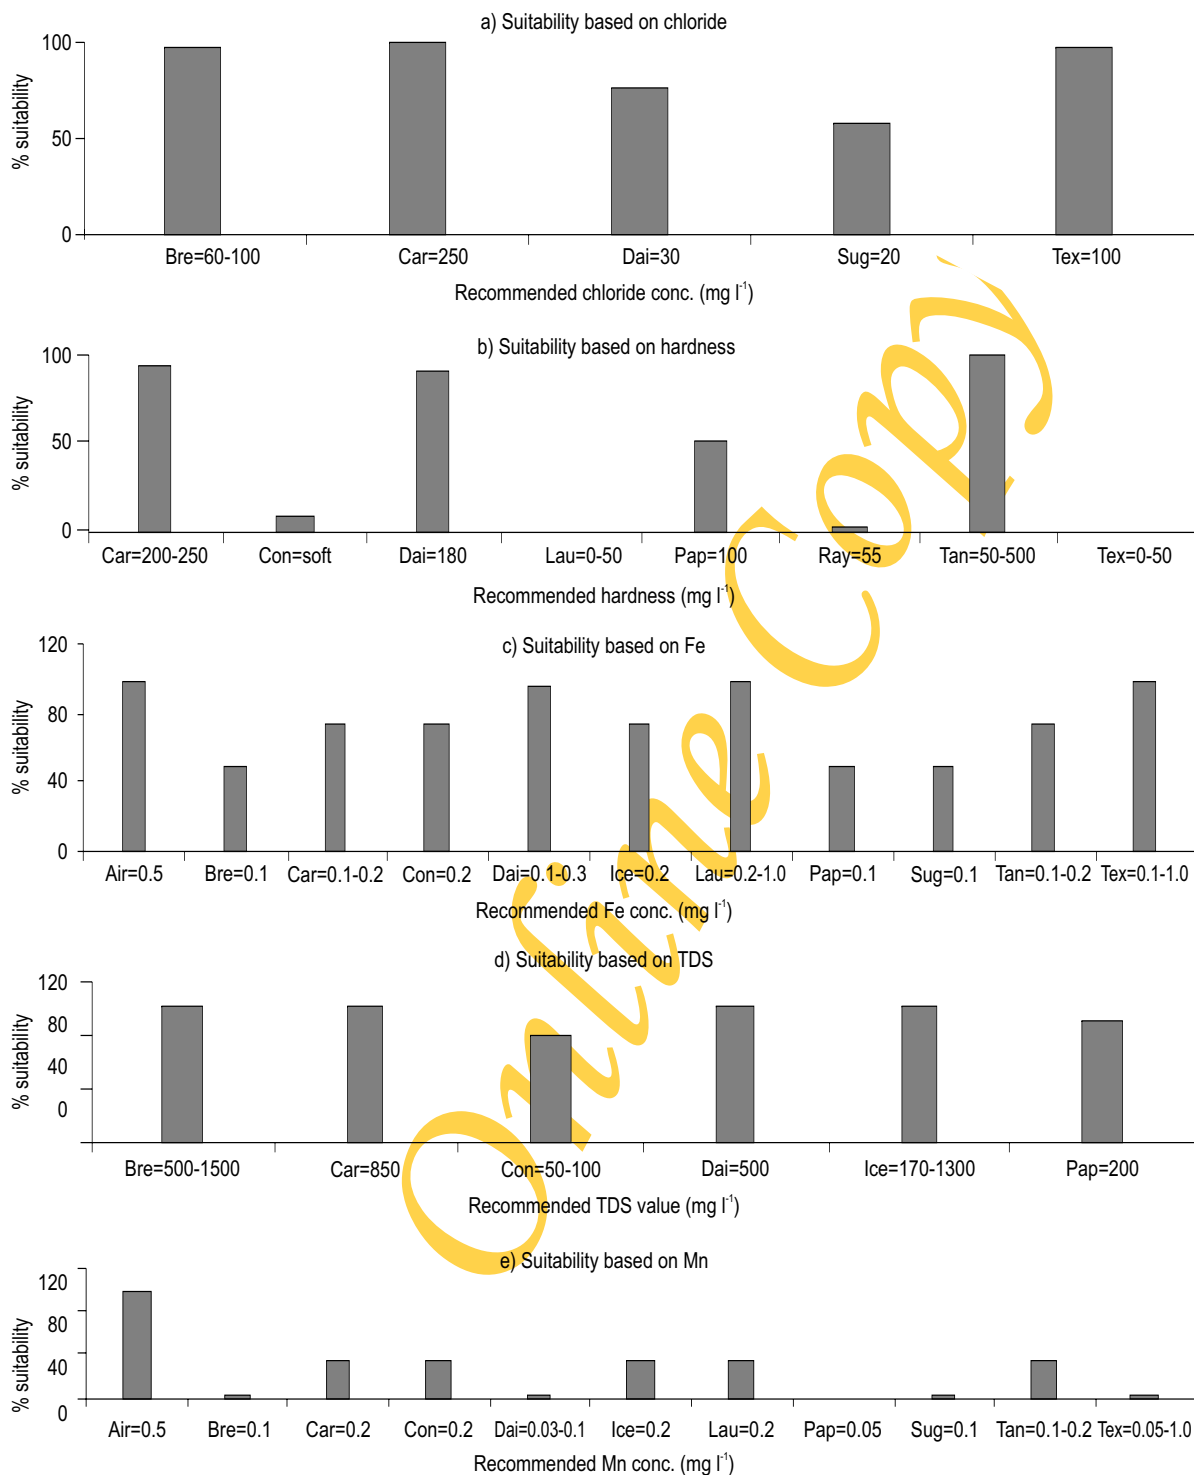 a) Suitability based on chloride
100
50
0
% suitability
Bre=60-100 Car=250 Dai=30 Sug=20 Tex=100
Recommended chloride conc. (mg l⁻¹)
b) Suitability based on hardness
100
50
0
% suitability
Car=200-250 Con=soft Dai=180 Lau=0-50 Pap=100 Ray=55 Tan=50-500 Tex=0-50
Recommended hardness (mg l⁻¹)
c) Suitability based on Fe
120
80
40
0
% suitability
Air=0.5 Bre=0.1 Car=0.1-0.2 Con=0.2 Dai=0.1-0.3 Ice=0.2 Lau=0.2-1.0 Pap=0.1 Sug=0.1 Tan=0.1-0.2 Tex=0.1-1.0
Recommended Fe conc. (mg l⁻¹)
d) Suitability based on TDS
120
80
40
0
% suitability
Bre=500-1500 Car=850 Con=50-100 Dai=500 Ice=170-1300 Pap=200
Recommended TDS value (mg l⁻¹)
e) Suitability based on Mn
120
80
40
0
% suitability
Air=0.5 Bre=0.1 Car=0.2 Con=0.2 Dai=0.03-0.1 Ice=0.2 Lau=0.2 Pap=0.05 Sug=0.1 Tan=0.1-0.2 Tex=0.05-1.0
Recommended Mn conc. (mg l⁻¹)
Online Copy